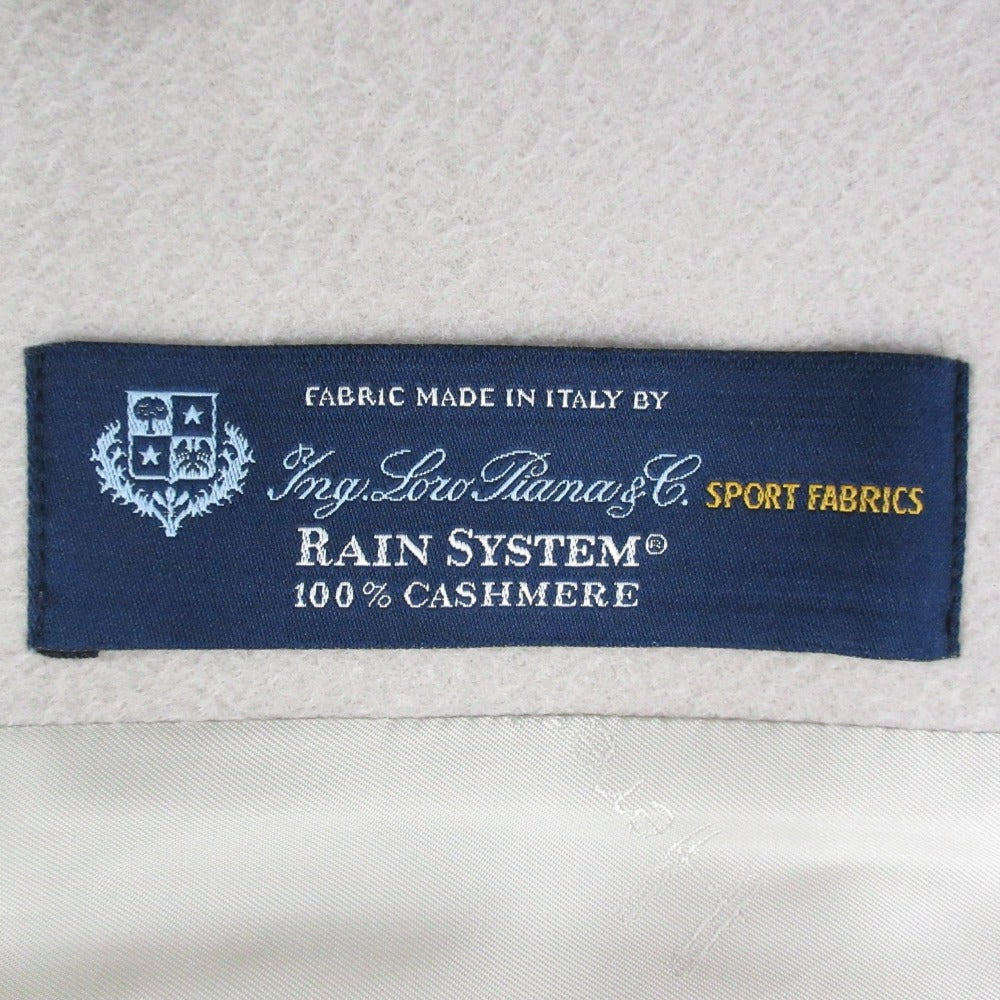 FABRIC MADE IN ITALY BY
Ing. Loro Piana & C. SPORT FABRICS
RAIN SYSTEM®
100% CASHMERE